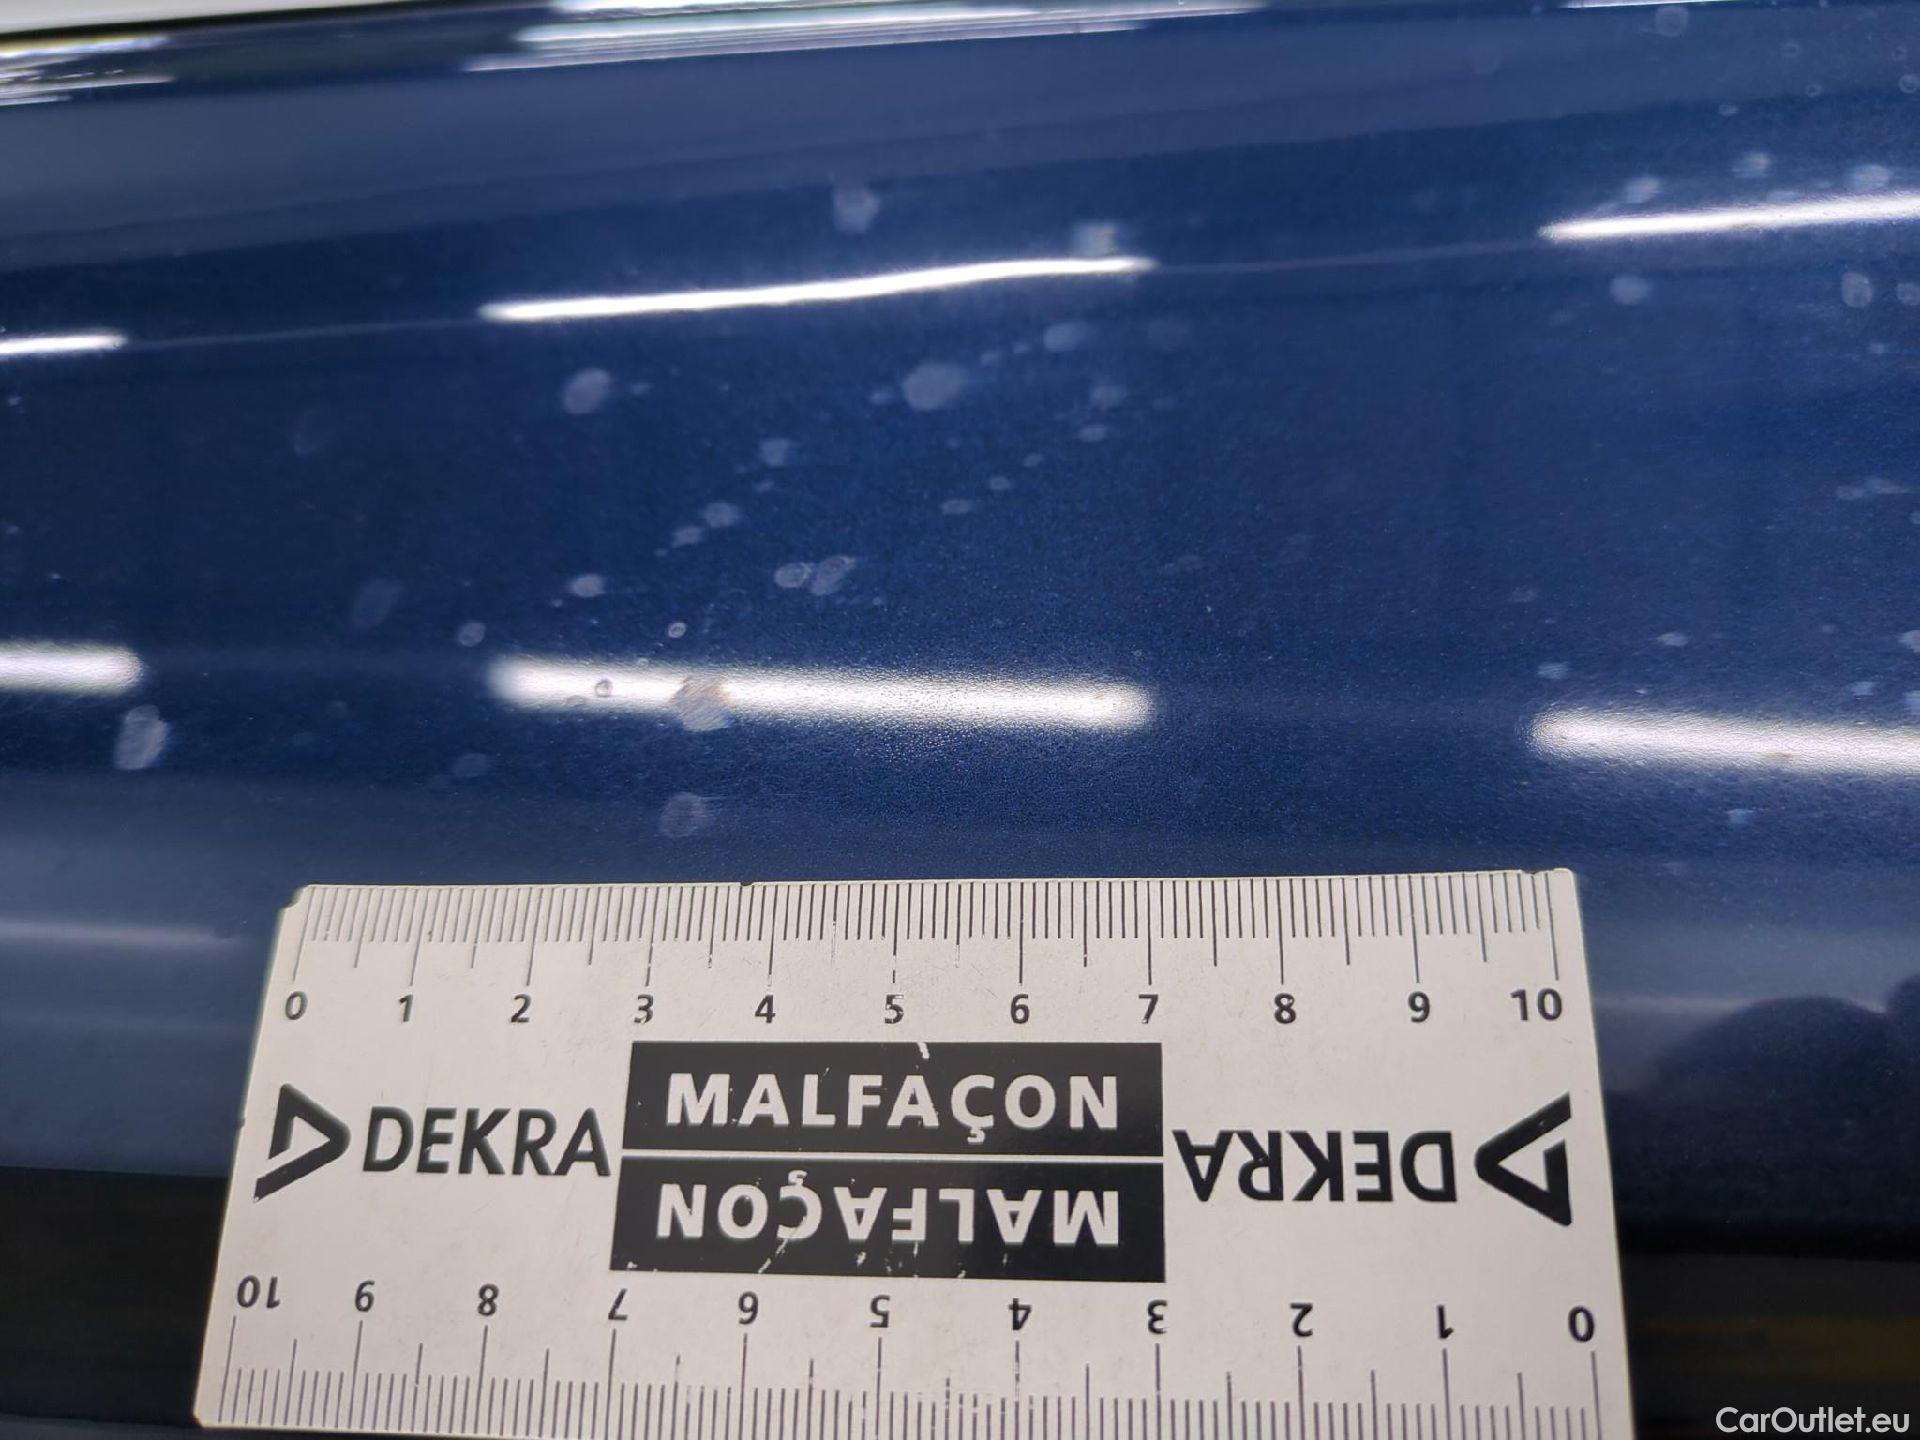 0 1 2 3 4 5 6 7 8 9 10
DEKRA MALFAÇON DEKRA
MALFAÇON
10 9 8 7 6 5 4 3 2 1 0
CarOutlet.eu